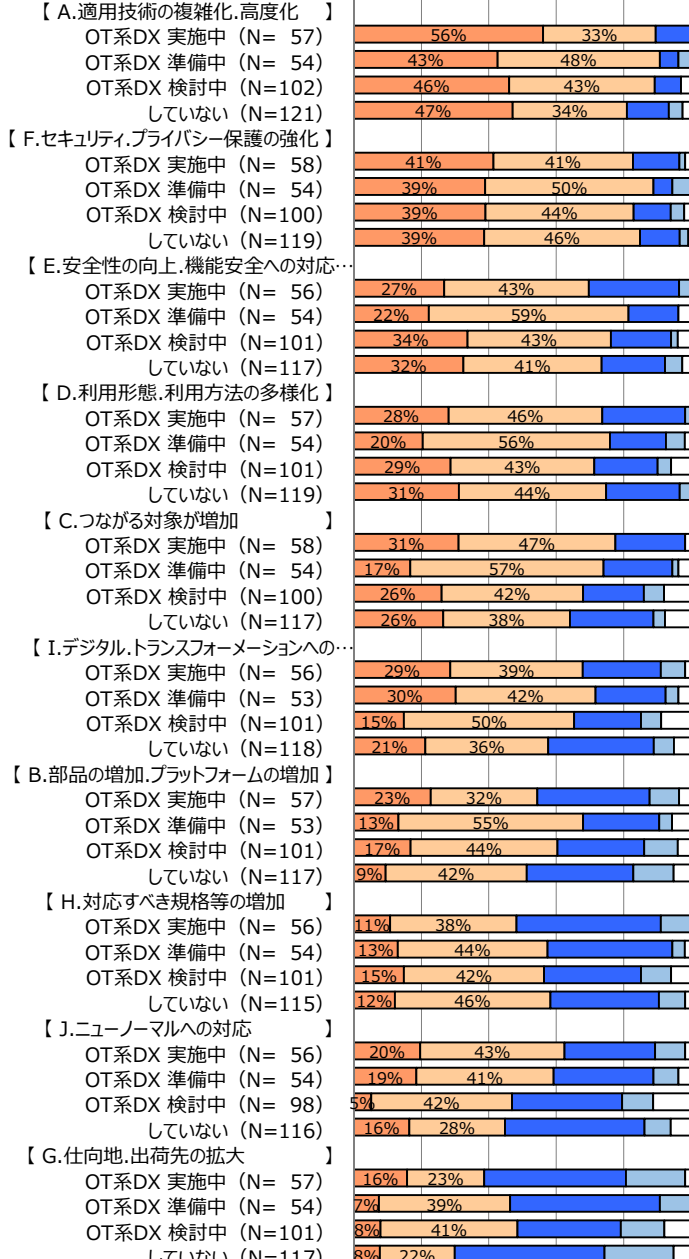 【 A.適用技術の複雑化.高度化 】
OT系DX 実施中（N= 57） 56% 33%
OT系DX 準備中（N= 54） 43% 48%
OT系DX 検討中（N=102） 46% 43%
していない（N=121） 47% 34%
【 F.セキュリティ.プライバシー保護の強化 】
OT系DX 実施中（N= 58） 41% 41%
OT系DX 準備中（N= 54） 39% 50%
OT系DX 検討中（N=100） 39% 44%
していない（N=119） 39% 46%
【 E.安全性の向上.機能安全への対応…
OT系DX 実施中（N= 56） 27% 43%
OT系DX 準備中（N= 54） 22% 59%
OT系DX 検討中（N=101） 34% 43%
していない（N=117） 32% 41%
【 D.利用形態.利用方法の多様化 】
OT系DX 実施中（N= 57） 28% 46%
OT系DX 準備中（N= 54） 20% 56%
OT系DX 検討中（N=101） 29% 43%
していない（N=119） 31% 44%
【 C.つながる対象が増加 】
OT系DX 実施中（N= 58） 31% 47%
OT系DX 準備中（N= 54） 17% 57%
OT系DX 検討中（N=100） 26% 42%
していない（N=117） 26% 38%
【 I.デジタル.トランスフォーメーションへの…
OT系DX 実施中（N= 56） 29% 39%
OT系DX 準備中（N= 53） 30% 42%
OT系DX 検討中（N=101） 15% 50%
していない（N=118） 21% 36%
【 B.部品の増加.プラットフォームの増加 】
OT系DX 実施中（N= 57） 23% 32%
OT系DX 準備中（N= 53） 13% 55%
OT系DX 検討中（N=101） 17% 44%
していない（N=117） 9% 42%
【 H.対応すべき規格等の増加 】
OT系DX 実施中（N= 56） 11% 38%
OT系DX 準備中（N= 54） 13% 44%
OT系DX 検討中（N=101） 15% 42%
していない（N=115） 12% 46%
【 J.ニューノーマルへの対応 】
OT系DX 実施中（N= 56） 20% 43%
OT系DX 準備中（N= 54） 19% 41%
OT系DX 検討中（N= 98） 5% 42%
していない（N=116） 16% 28%
【 G.仕向地.出荷先の拡大 】
OT系DX 実施中（N= 57） 16% 23%
OT系DX 準備中（N= 54） 7% 39%
OT系DX 検討中（N=101） 8% 41%
していない（N=117） 8% 22%